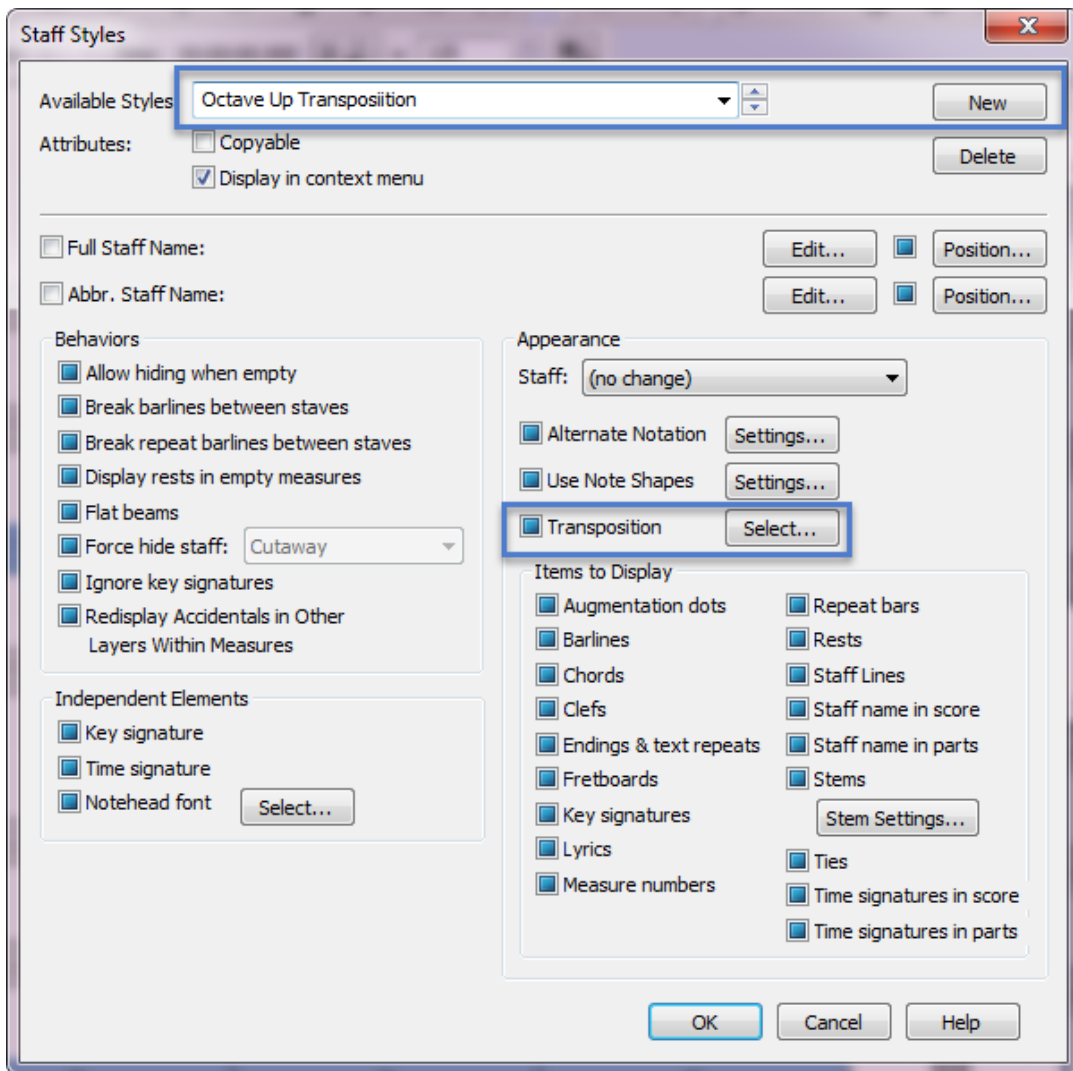 Staff Styles
X
Available Styles Octave Up Transposiition New
Attributes: Copyable Delete
Display in context menu
Full Staff Name: Edit... Position...
Abbr. Staff Name: Edit... Position...
Behaviors
Allow hiding when empty
Break barlines between staves
Break repeat barlines between staves
Display rests in empty measures
Flat beams
Force hide staff: Cutaway
Ignore key signatures
Redisplay Accidentals in Other
Layers Within Measures
Independent Elements
Key signature
Time signature
Notehead font Select...
Appearance
Staff: (no change)
Alternate Notation Settings...
Use Note Shapes Settings...
Transposition Select...
Items to Display
Augmentation dots
Barlines
Chords
Clefs
Endings & text repeats
Fretboards
Key signatures
Lyrics
Measure numbers
Repeat bars
Rests
Staff Lines
Staff name in score
Staff name in parts
Stems
Stem Settings...
Ties
Time signatures in score
Time signatures in parts
OK Cancel Help